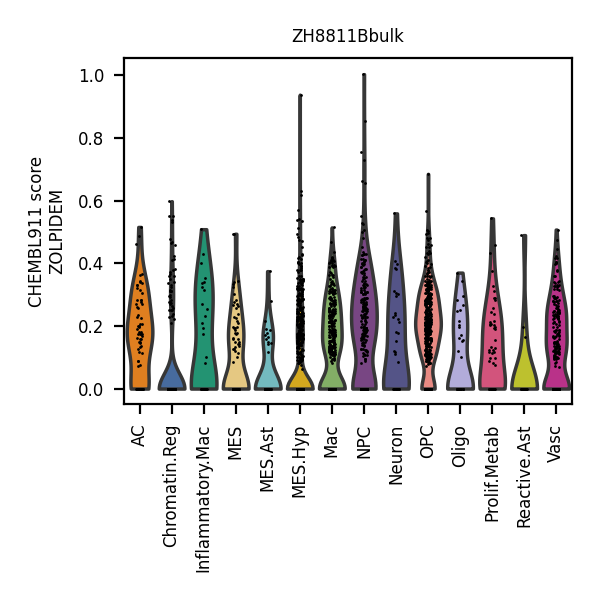 ZH8811Bbulk
CHEMBL911 score
ZOLPIDEM
1.0
0.8
0.6
0.4
0.2
0.0
AC
Chromatin.Reg
Inflammatory.Mac
MES
MES.Ast
MES.Hyp
Mac
NPC
Neuron
OPC
Oligo
Prolif.Metab
Reactive.Ast
Vasc